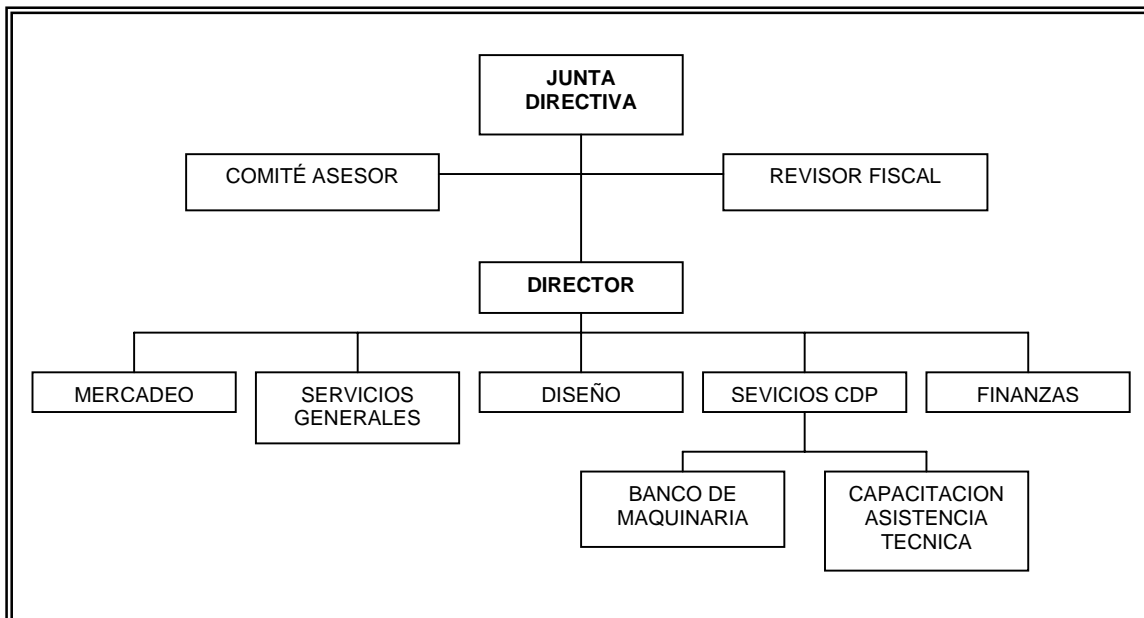 JUNTA
DIRECTIVA
COMITÉ ASESOR
REVISOR FISCAL
DIRECTOR
MERCADEO
SERVICIOS
GENERALES
DISEÑO
SEVICIOS CDP
FINANZAS
BANCO DE
MAQUINARIA
CAPACITACION
ASISTENCIA
TECNICA